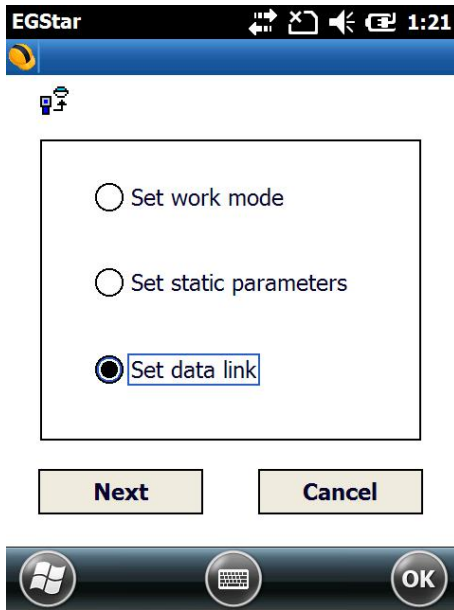 EGStar 1:21
Set work mode
Set static parameters
Set data link
Next Cancel
OK